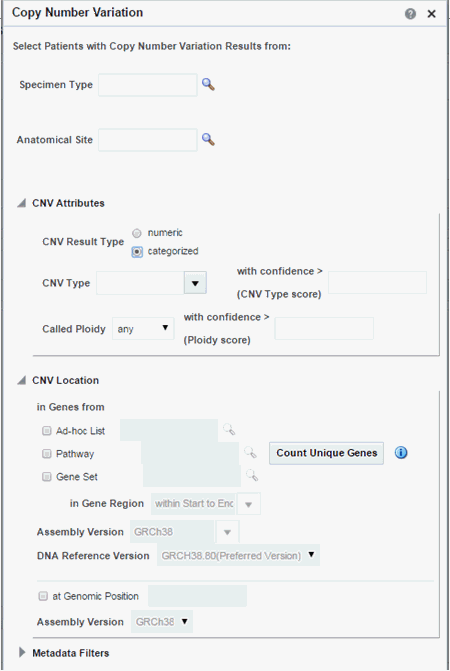 Copy Number Variation
Select Patients with Copy Number Variation Results from:
Specimen Type
Anatomical Site
CNV Attributes
CNV Result Type numeric
categorized
CNV Type with confidence >
(CNV Type score)
Called Ploidy any with confidence >
(Ploidy score)
CNV Location
in Genes from
Ad-hoc List
Pathway Count Unique Genes
Gene Set
in Gene Region within Start to Enc
Assembly Version GRCh38
DNA Reference Version GRCH38.80(Preferred Version)
at Genomic Position
Assembly Version GRCh38
Metadata Filters